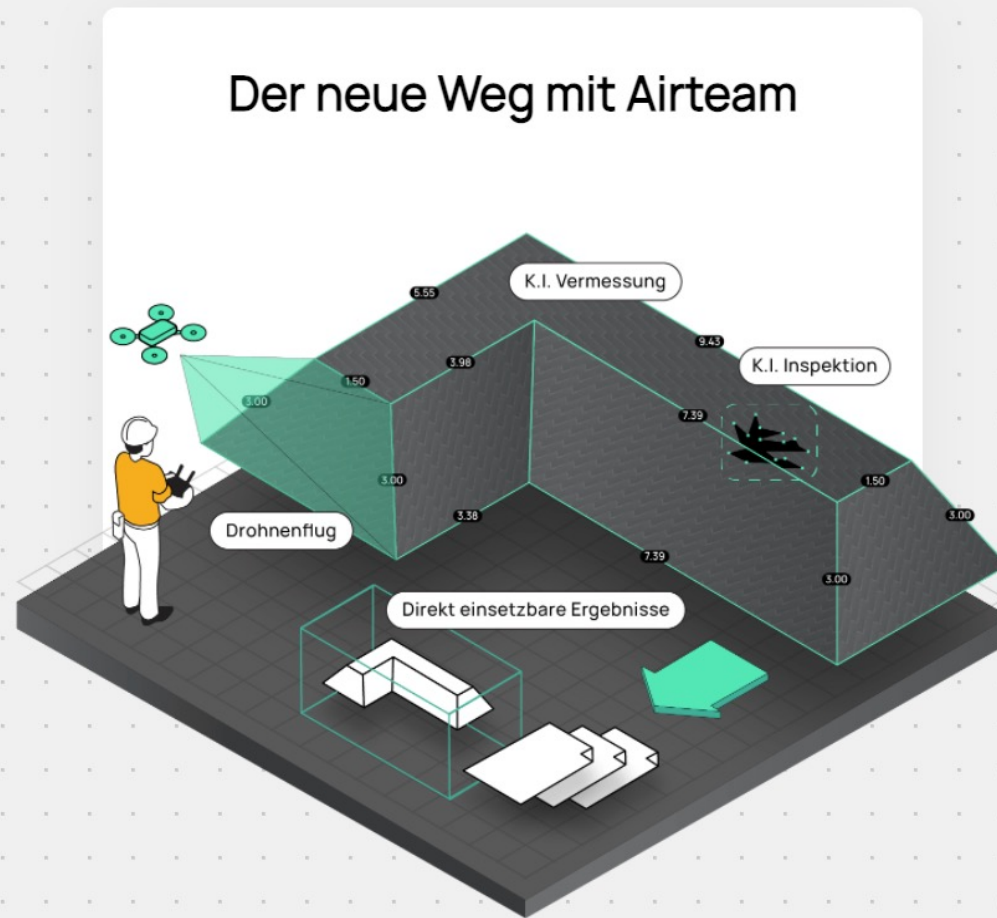 Der neue Weg mit Airteam
K.I. Vermessung
5.55
9.43
K.I. Inspektion
3.98
1.50
3.00
7.39
3.00
1.50
3.38
3.00
Drohnenflug
7.39
3.00
Direkt einsetzbare Ergebnisse